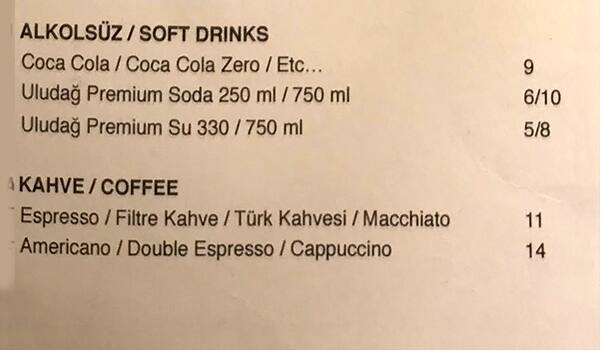 ALKOLSÜZ / SOFT DRINKS
Coca Cola / Coca Cola Zero / Etc... 9
Uludağ Premium Soda 250 ml / 750 ml 6/10
Uludağ Premium Su 330 / 750 ml 5/8
KAHVE / COFFEE
Espresso / Filtre Kahve / Türk Kahvesi / Macchiato 11
Americano / Double Espresso / Cappuccino 14